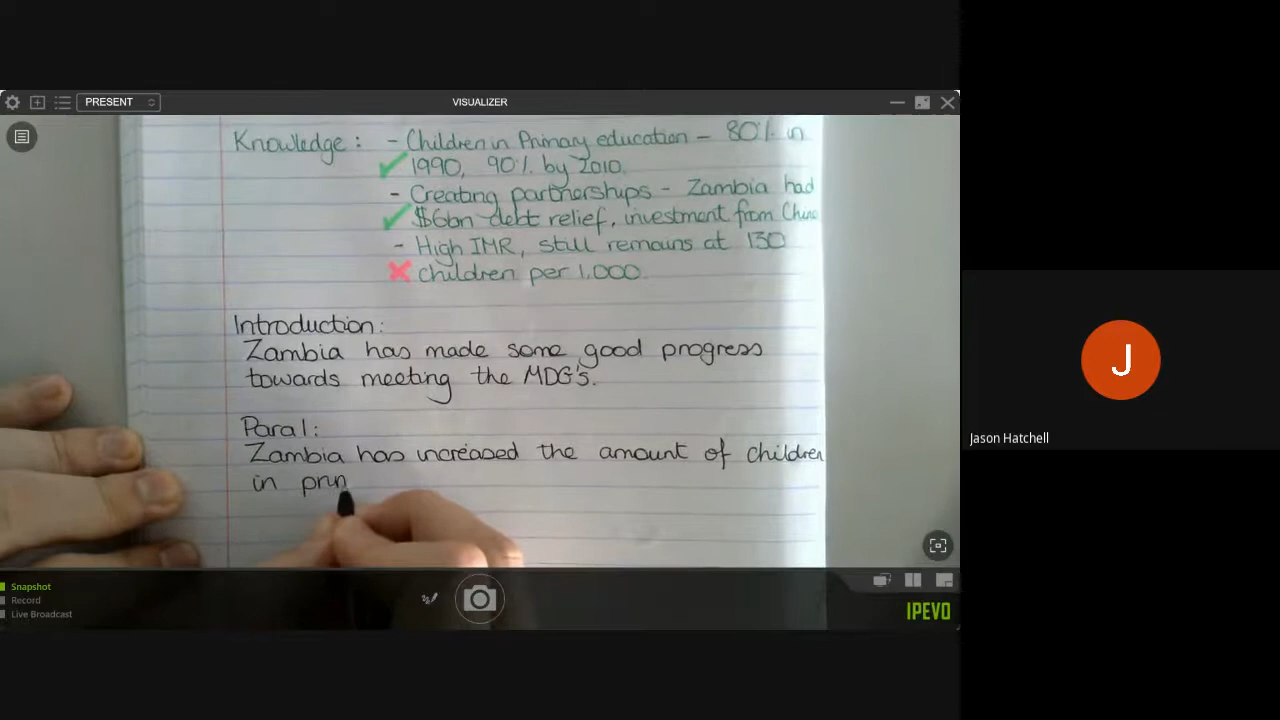 PRESENT
VISUALIZER
Knowledge : - Children in Primary education - 80% in
1990, 90% by 2010.
- Creating partnerships - Zambia had
$6bn debt relief, investment from China
- High IMR, still remains at 130
children per 1,000.
Introduction:
Zambia has made some good progress
towards meeting the MDG's.
Para1:
Zambia has increased the amount of children
in prim
Snapshot
Record
Live Broadcast
IPEVO
J
Jason Hatchell